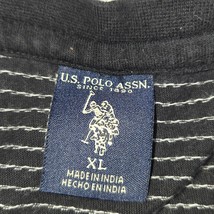 U.S. POLO ASSN.
SINCE 1890
XL
MADE IN INDIA
HECHO EN INDIA